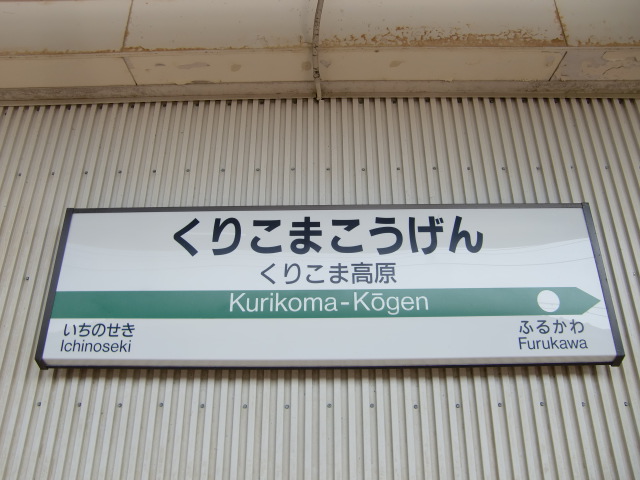 くりこまこうげん
くりこま高原
Kurikoma-Kōgen
いちのせき
Ichinoseki
ふるかわ
Furukawa